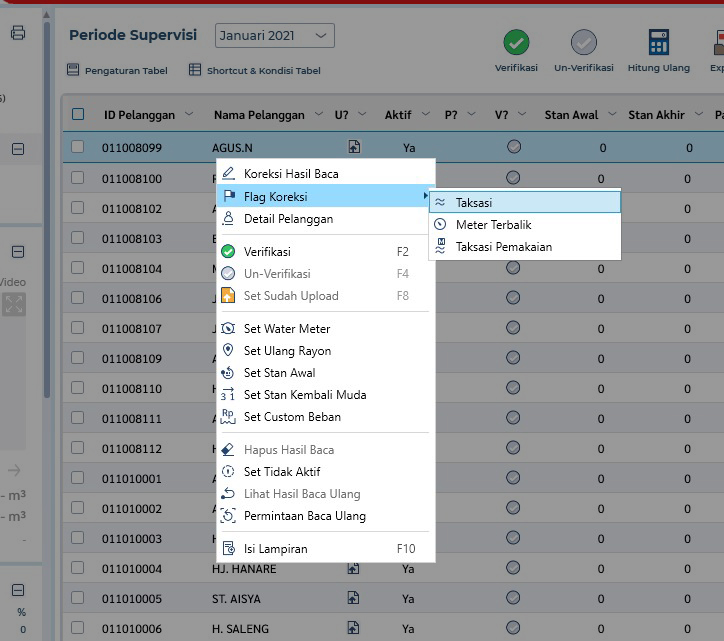 Periode Supervisi
Januari 2021
Pengaturan Tabel
Shortcut & Kondisi Tabel
Verifikasi
Un-Verifikasi
Hitung Ulang
ID Pelanggan Nama Pelanggan U? Aktif P? V? Stan Awal Stan Akhir
011008099 AGUS.N Ya 0 0
011008100 0 0
011008102 0
011008103 0
011008104 0 0
011008106 0 0
011008107 0 0
011008109 0 0
011008110 0 0
011008111 0 0
011008112 0 0
011010001 0 0
011010002 0 0
011010003 0 0
011010004 HJ. HANARE Ya 0 0
011010005 ST. AISYA Ya 0 0
011010006 H. SALENG Ya 0 0
Koreksi Hasil Baca
Flag Koreksi
Detail Pelanggan
Verifikasi F2
Un-Verifikasi F4
Set Sudah Upload F8
Set Water Meter
Set Ulang Rayon
Set Stan Awal
Set Stan Kembali Muda
Set Custom Beban
Hapus Hasil Baca
Set Tidak Aktif
Lihat Hasil Baca Ulang
Permintaan Baca Ulang
Isi Lampiran F10
Taksasi
Meter Terbalik
Taksasi Pemakaian
Video
- m³
- m³
-
%
0